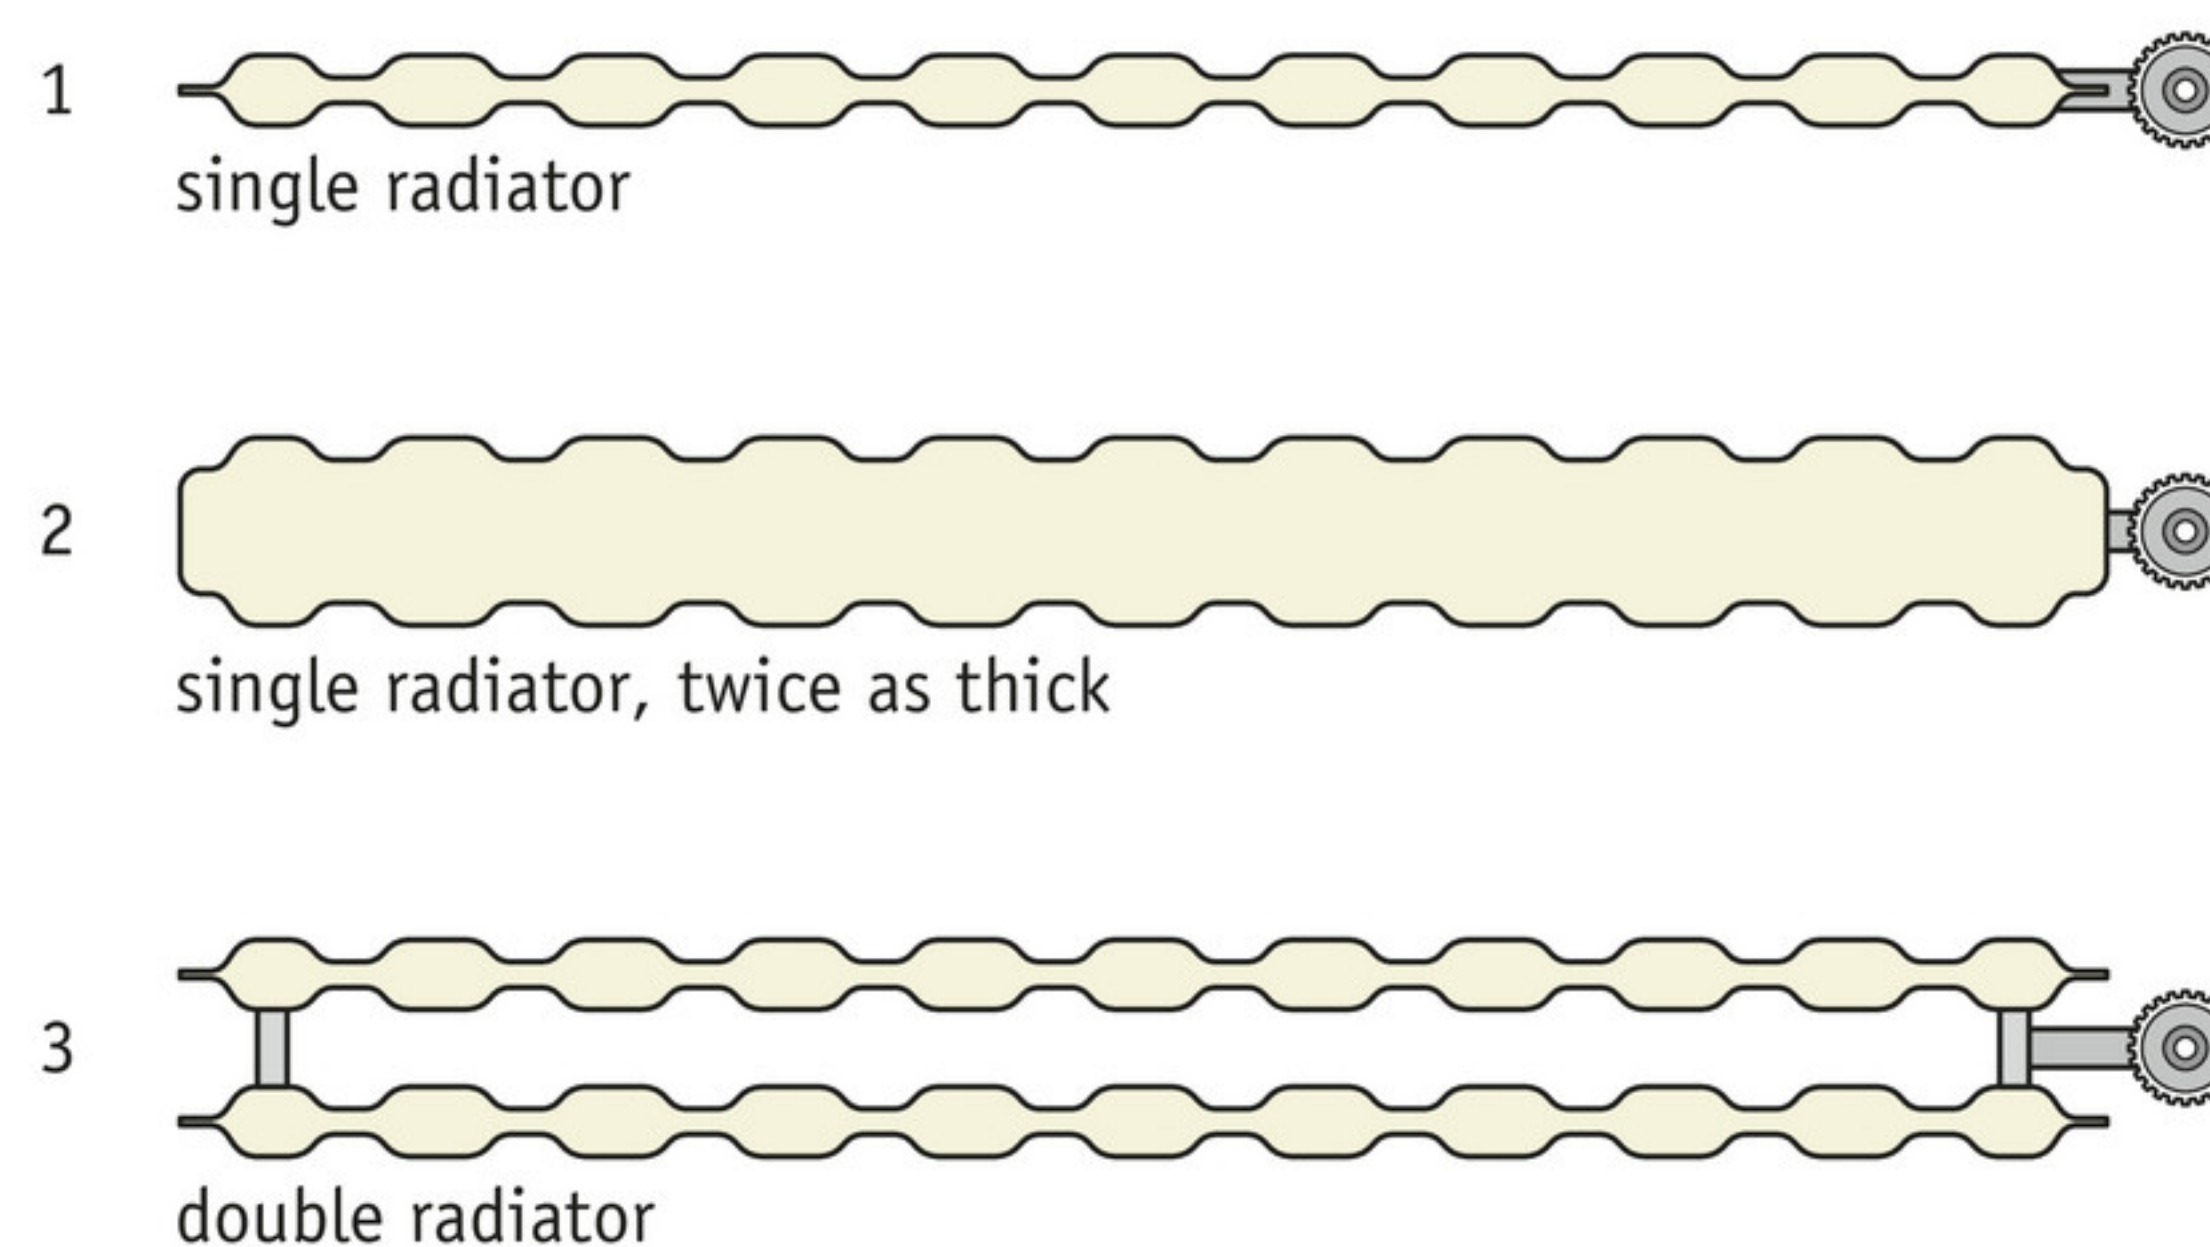 1
single radiator
2
single radiator, twice as thick
3
double radiator